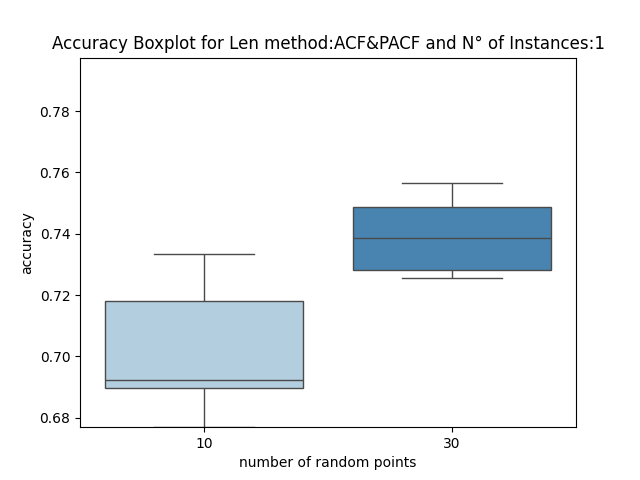 Accuracy Boxplot for Len method:ACF&PACF and N° of Instances:1
0.78
0.76
0.74
0.72
0.70
0.68
accuracy
10
30
number of random points